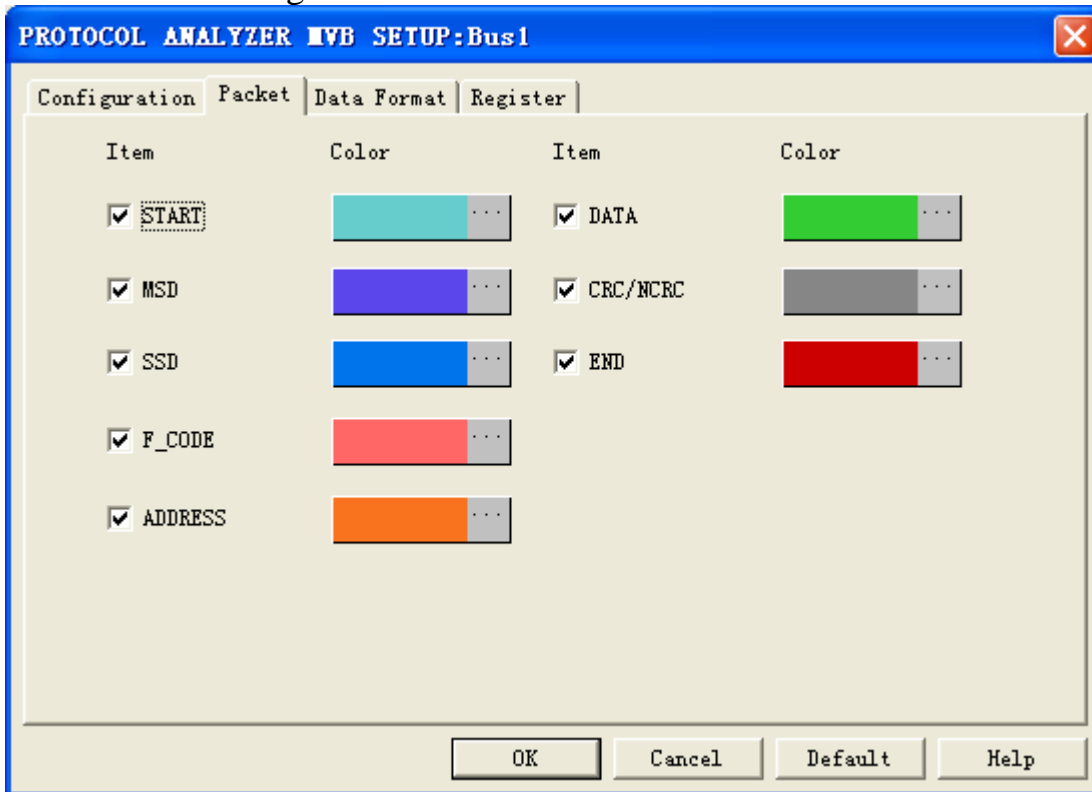 PROTOCOL ANALYZER MVB SETUP:Bus1
Configuration Packet Data Format Register
Item Color Item Color
START ... DATA ...
MSD ... CRC/NCRC ...
SSD ... END ...
F_CODE ...
ADDRESS ...
OK Cancel Default Help